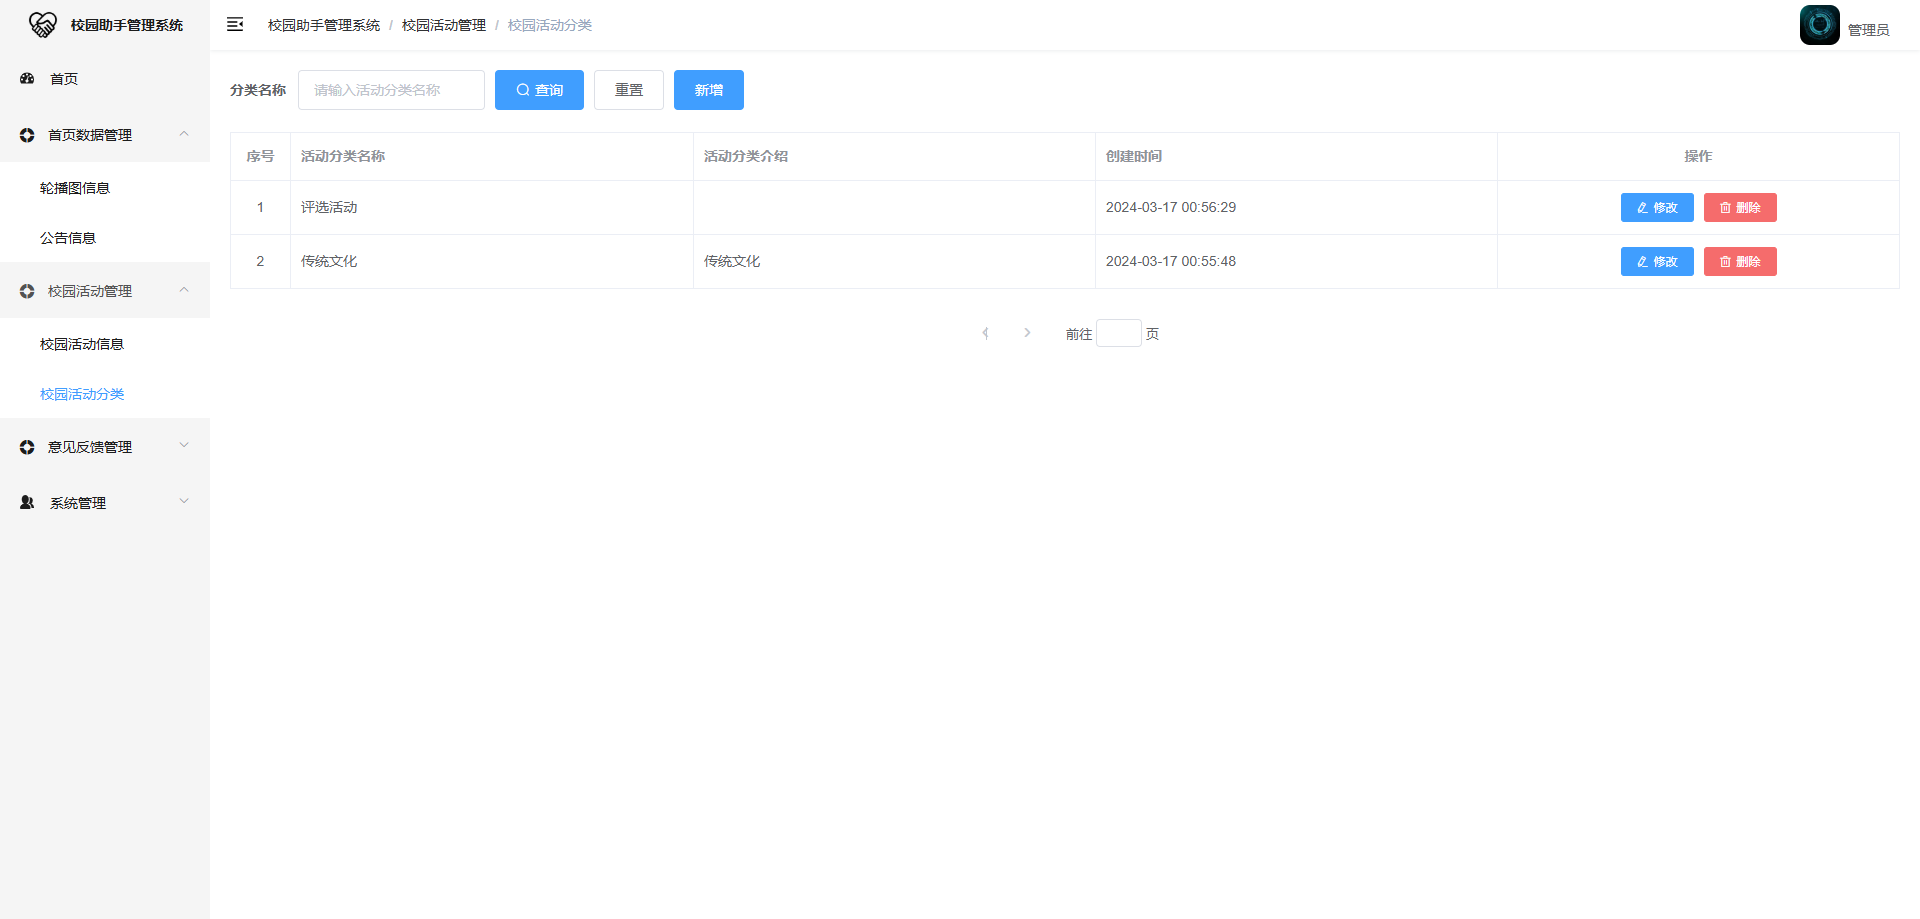 校园助手管理系统
校园助手管理系统 / 校园活动管理 / 校园活动分类
管理员
首页
首页数据管理
轮播图信息
公告信息
校园活动管理
校园活动信息
校园活动分类
意见反馈管理
系统管理
分类名称 请输入活动分类名称 查询 重置 新增
序号 活动分类名称 活动分类介绍 创建时间 操作
1 评选活动 2024-03-17 00:56:29 修改 删除
2 传统文化 传统文化 2024-03-17 00:55:48 修改 删除
前往 页